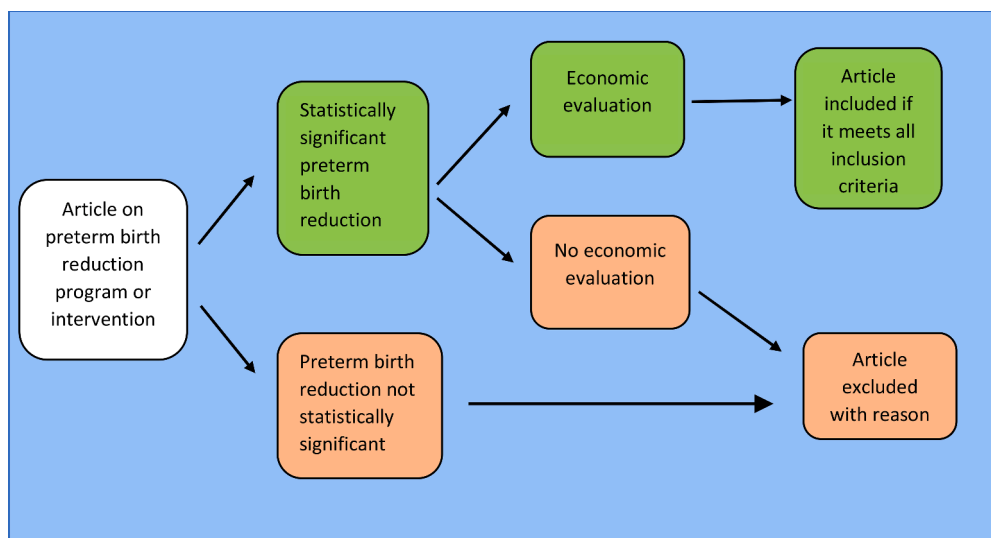 Article on
preterm birth
reduction
program or
intervention
Statistically
significant
preterm
birth
reduction
Economic
evaluation
Article
included if
it meets all
inclusion
criteria
No economic
evaluation
Preterm birth
reduction not
statistically
significant
Article
excluded
with reason